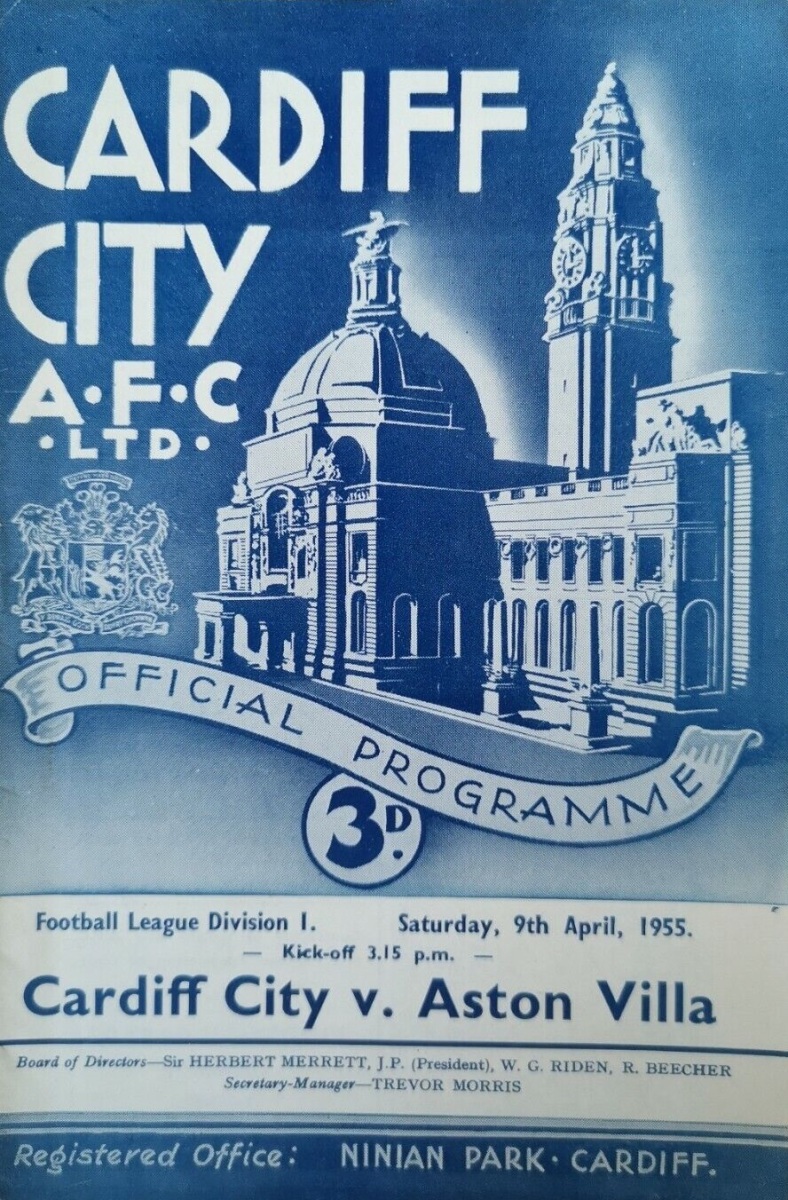 CARDIFF
CITY
A·F·C
·LTD·
OFFICIAL PROGRAMME
3D.
Football League Division 1. Saturday, 9th April, 1955.
— Kick-off 3.15 p.m. —
Cardiff City v. Aston Villa
Board of Directors—Sir HERBERT MERRETT, J.P. (President), W. G. RIDEN, R. BEECHER
Secretary-Manager—TREVOR MORRIS
Registered Office: NINIAN PARK · CARDIFF.